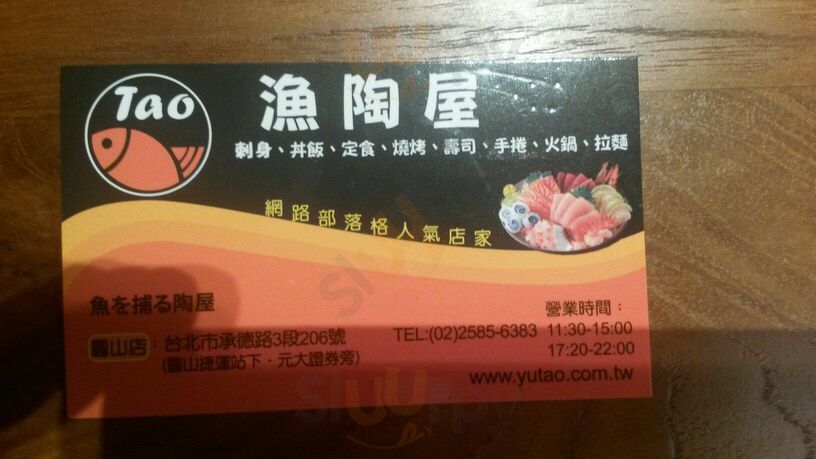 Tao
漁陶屋
刺身、丼飯、定食、燒烤、壽司、手捲、火鍋、拉麵
網路部落格人氣店家
魚を捕る陶屋
圓山店：台北市承德路3段206號
(圓山捷運站下・元大證券旁)
營業時間：
TEL:(02)2585-6383 11:30-15:00
17:20-22:00
www.yutao.com.tw
sluurpy